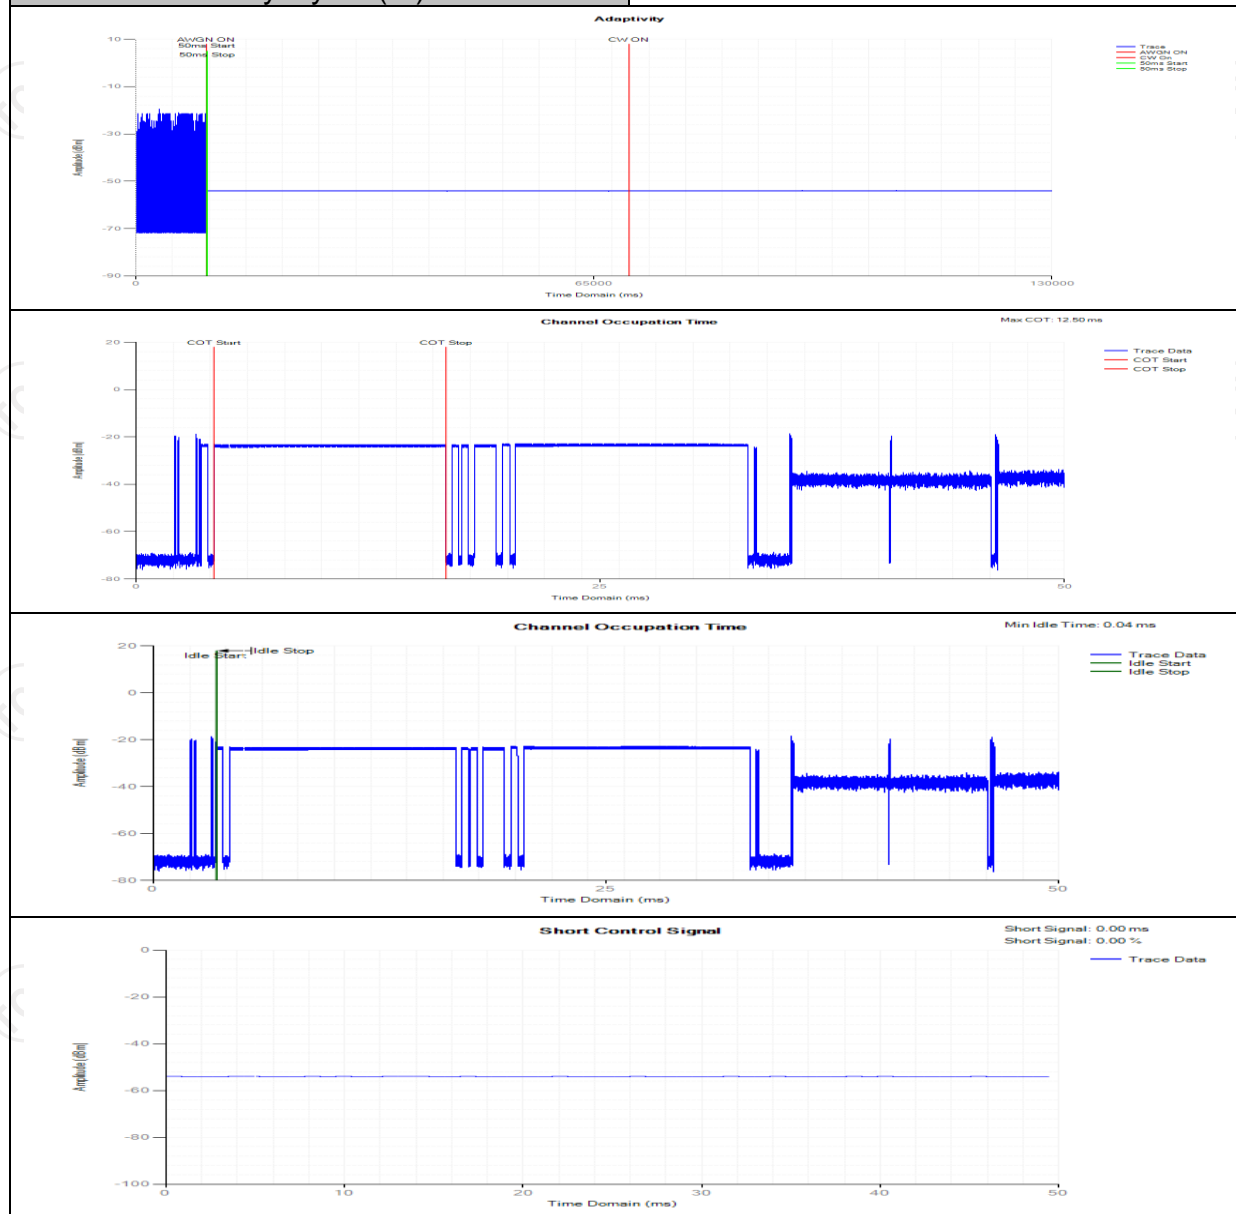 Adaptivity
10
-10
-30
-50
-70
-90
Amplitude (dBm)
AWGN ON
50ms Start
50ms Stop
CW ON
Trace
AWGN ON
CW On
50ms Start
50ms Stop
0
65000
130000
Time Domain (ms)
Channel Occupation Time
Max COT: 12.50 ms
20
0
-20
-40
-60
-80
Amplitude (dBm)
COT Start
COT Stop
Trace Data
COT Start
COT Stop
0
25
50
Time Domain (ms)
Channel Occupation Time
Min Idle Time: 0.04 ms
20
0
-20
-40
-60
-80
Amplitude (dBm)
Idle Start
Idle Stop
Trace Data
Idle Start
Idle Stop
0
25
50
Time Domain (ms)
Short Control Signal
Short Signal: 0.00 ms
Short Signal: 0.00 %
Trace Data
0
-20
-40
-60
-80
-100
Amplitude (dBm)
0
10
20
30
40
50
Time Domain (ms)